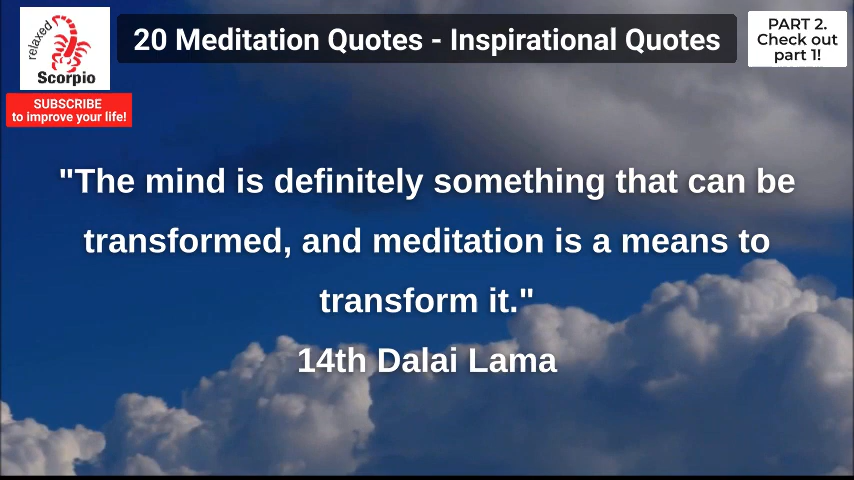 relaxed
Scorpio
SUBSCRIBE
to improve your life!
20 Meditation Quotes - Inspirational Quotes
PART 2.
Check out
part 1!
"The mind is definitely something that can be
transformed, and meditation is a means to
transform it."
14th Dalai Lama